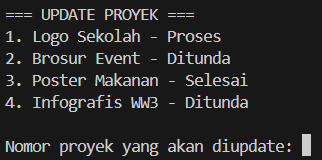 === UPDATE PROYEK ===
1. Logo Sekolah - Proses
2. Brosur Event - Ditunda
3. Poster Makanan - Selesai
4. Infografis WW3 - Ditunda
Nomor proyek yang akan diupdate: